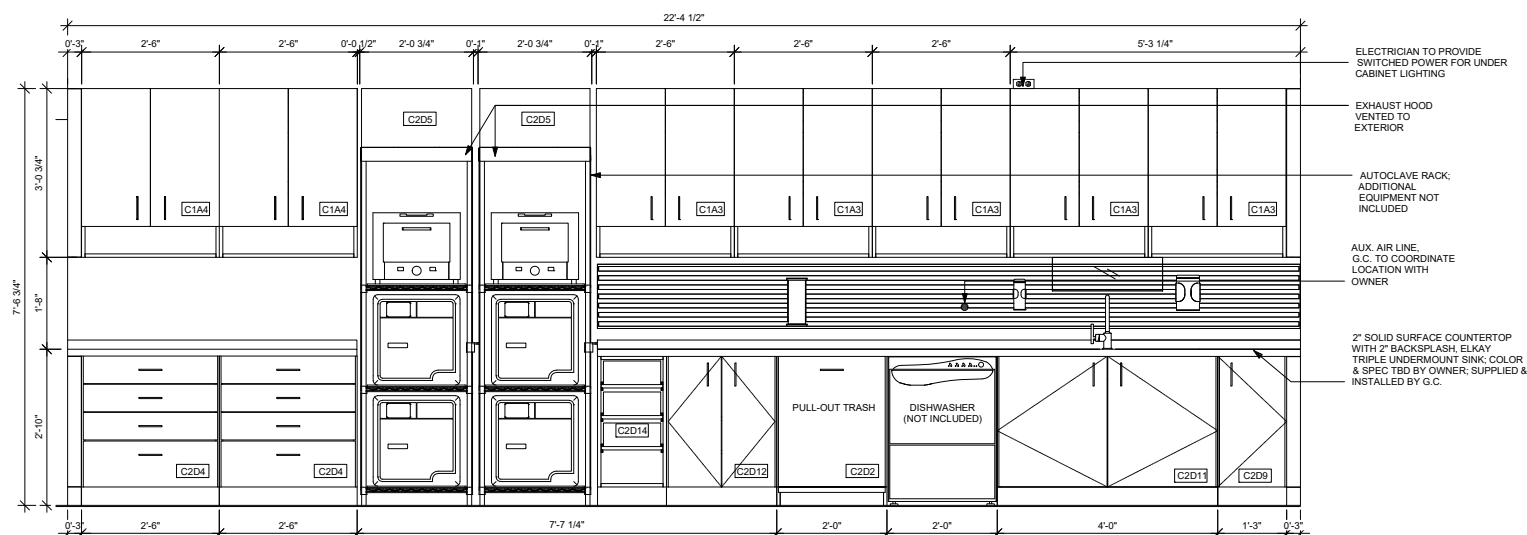 22'-4 1/2"
0'-3"
2'-6"
2'-6"
0'-0 1/2"
2'-0 3/4"
0'-1"
2'-0 3/4"
0'-1"
2'-6"
2'-6"
2'-6"
5'-3 1/4"
ELECTRICIAN TO PROVIDE
SWITCHED POWER FOR UNDER
CABINET LIGHTING
EXHAUST HOOD
VENTED TO
EXTERIOR
AUTOCLAVE RACK;
ADDITIONAL
EQUIPMENT NOT
INCLUDED
AUX. AIR LINE,
G.C. TO COORDINATE
LOCATION WITH
OWNER
2" SOLID SURFACE COUNTERTOP
WITH 2" BACKSPLASH, ELKAY
TRIPLE UNDERMOUNT SINK; COLOR
& SPEC TBD BY OWNER; SUPPLIED &
INSTALLED BY G.C.
7'-6 3/4"
3'-0 3/4"
1'-8"
2'-10"
C2D5
C2D5
C1A4
C1A4
C1A3
C1A3
C1A3
C1A3
C1A3
PULL-OUT TRASH
DISHWASHER
(NOT INCLUDED)
C2D14
C2D4
C2D4
C2D12
C2D2
C2D11
C2D9
0'-3"
2'-6"
2'-6"
7'-7 1/4"
2'-0"
2'-0"
4'-0"
1'-3"
0'-3"